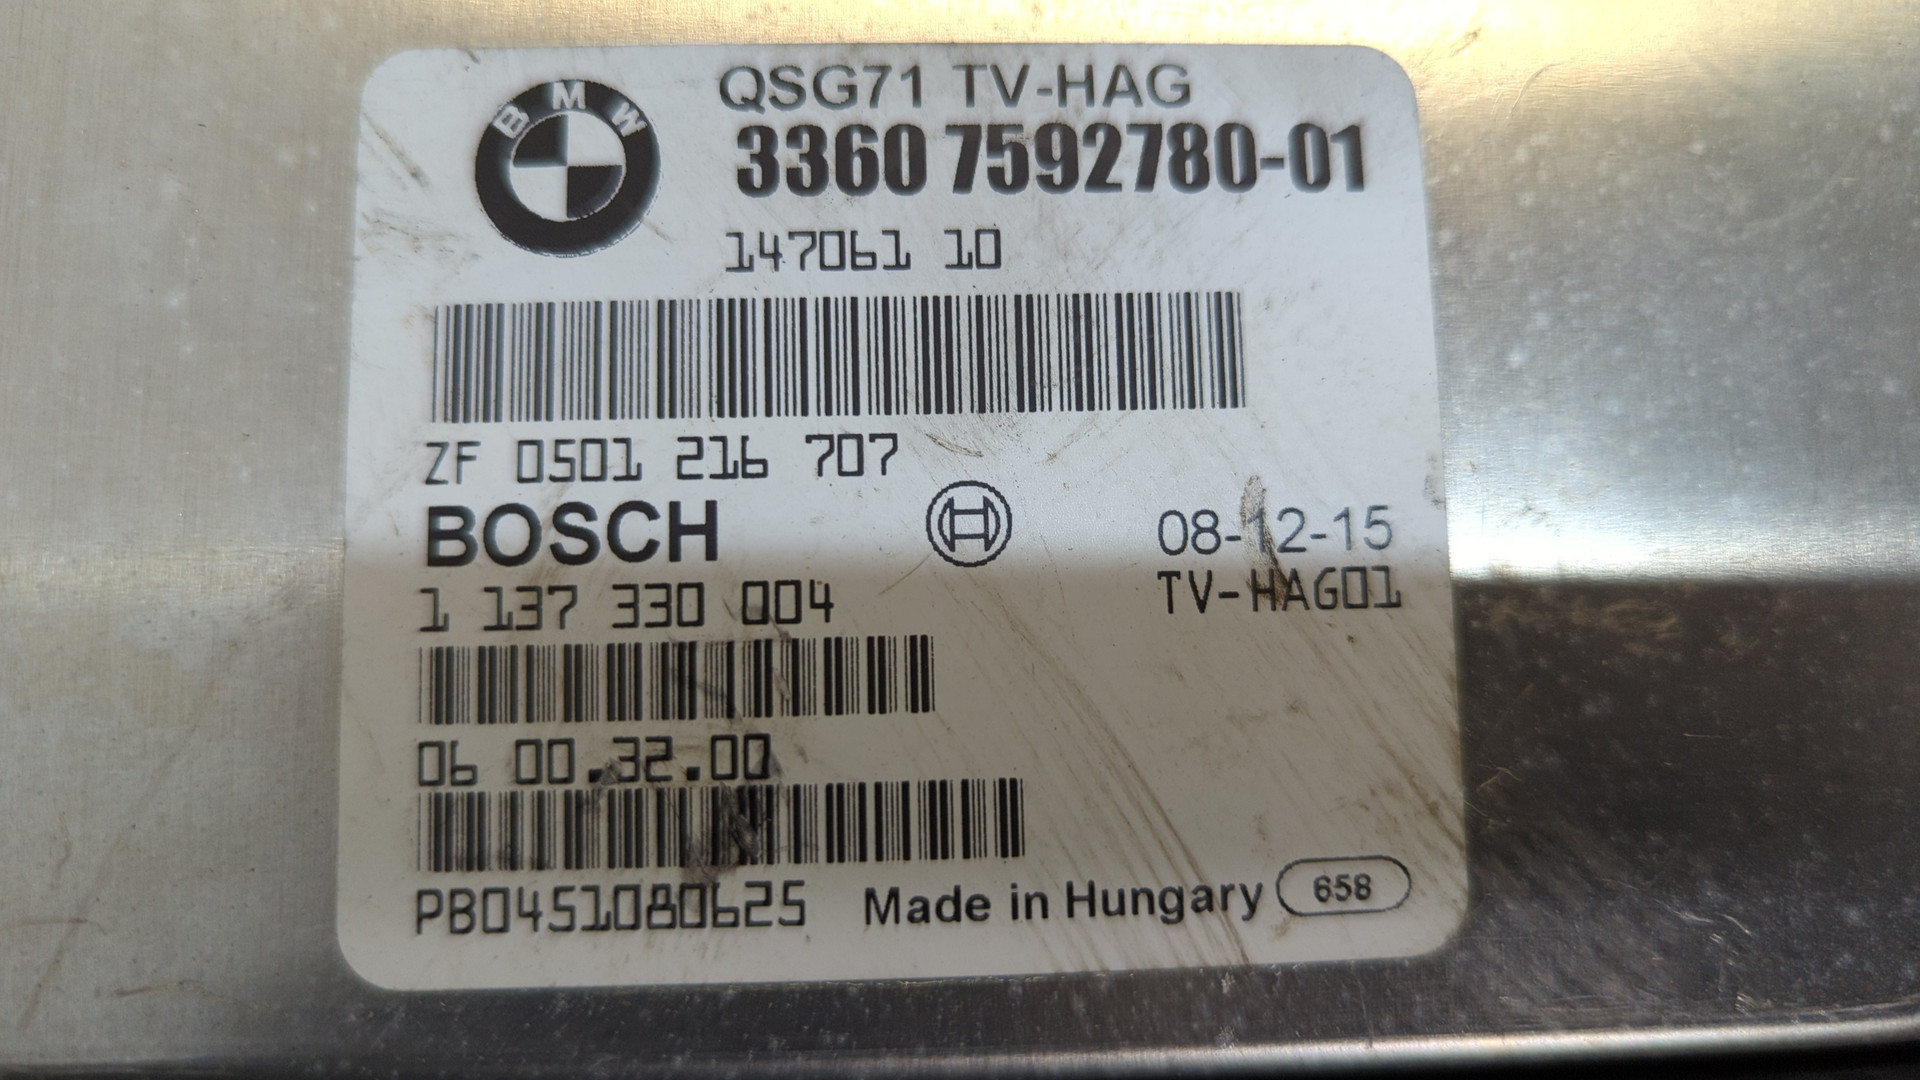 BMW
QSG71 TV-HAG
3360 7592780-01
147061 10
ZF 0501 216 707
BOSCH
08-12-15
1 137 330 004
TV-HAG01
06 00.32.00
PB0451080625
Made in Hungary 658